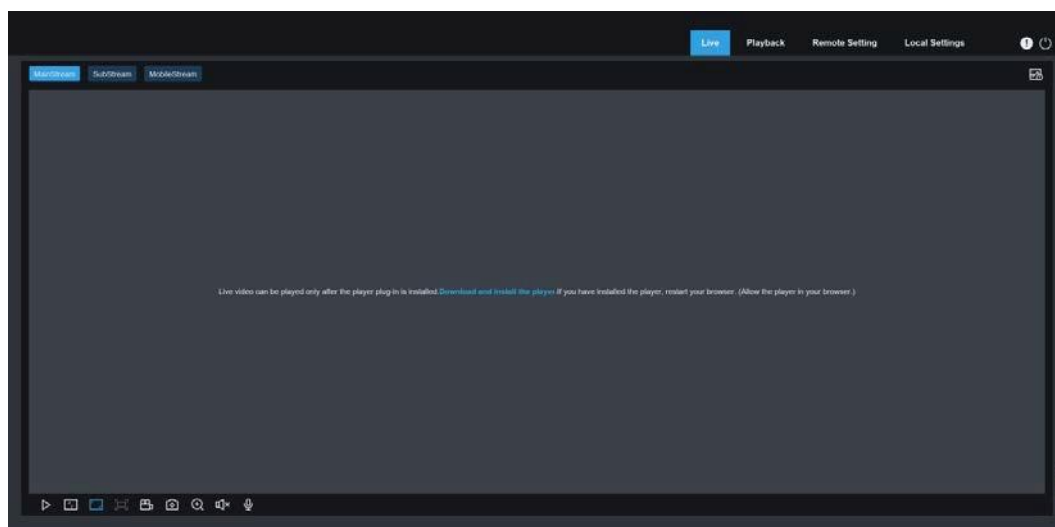 Live Playback Remote Setting Local Settings
MainStream SubStream MobileStream
Live video can be played only after the player plug-in is installed.Download and install the player.If you have installed the player, restart your browser. (Allow the player in your browser.)